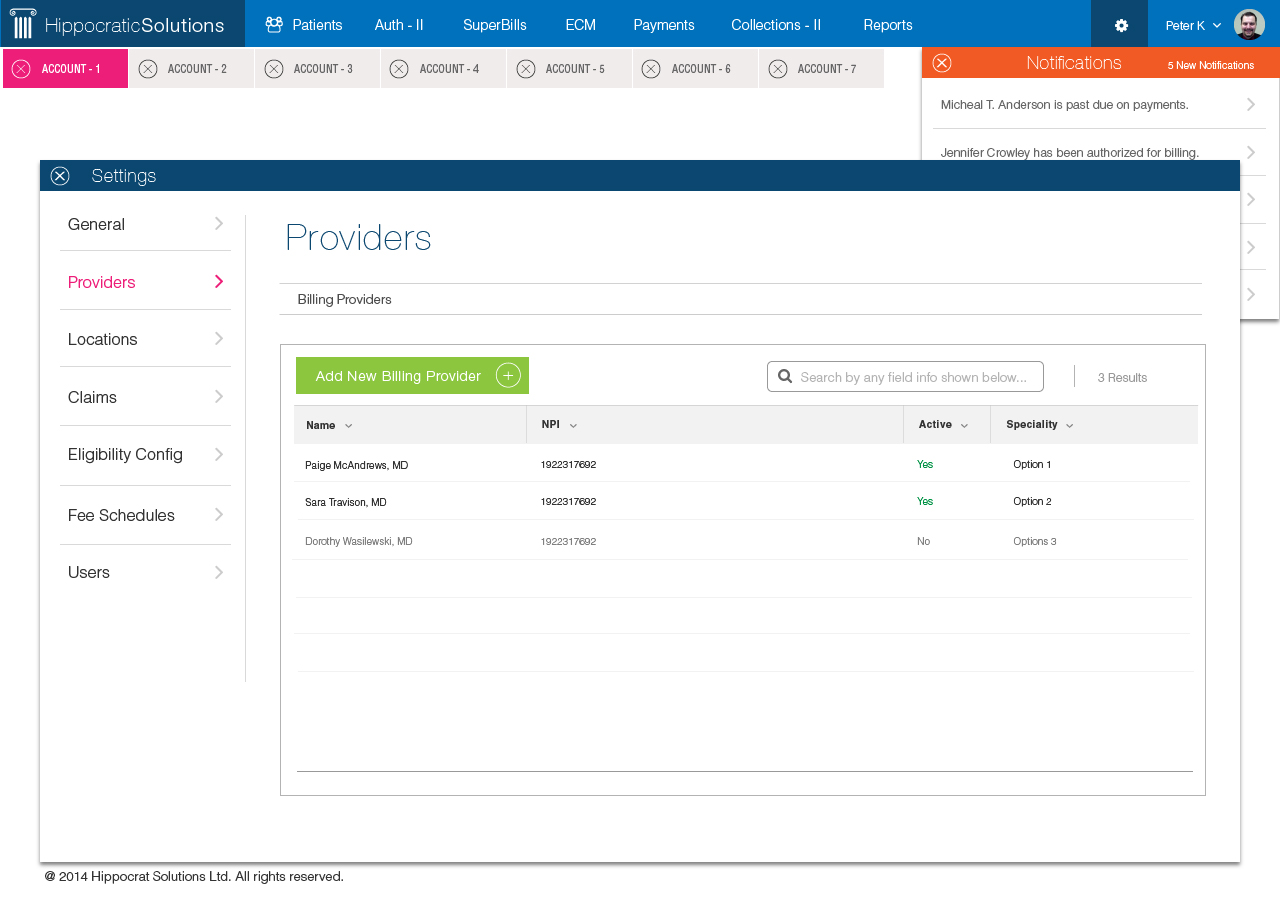 HippocraticSolutions Patients Auth - II SuperBills ECM Payments Collections - II Reports Peter K
ACCOUNT - 1 ACCOUNT - 2 ACCOUNT - 3 ACCOUNT - 4 ACCOUNT - 5 ACCOUNT - 6 ACCOUNT - 7
Notifications 5 New Notifications
Micheal T. Anderson is past due on payments.
Jennifer Crowley has been authorized for billing.
Settings
General
Providers
Locations
Claims
Eligibility Config
Fee Schedules
Users
Providers
Billing Providers
Add New Billing Provider Search by any field info shown below... 3 Results
Name NPI Active Speciality
Paige McAndrews, MD 1922317692 Yes Option 1
Sara Travison, MD 1922317692 Yes Option 2
Dorothy Wasilewski, MD 1922317692 No Options 3
@ 2014 Hippocrat Solutions Ltd. All rights reserved.